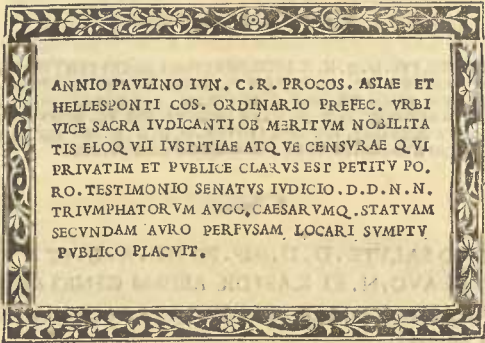 ANNIO PAVLINO IVN. C.R. PROCOS. ASIAE ET
HELLESPONTI COS. ORDINARIO PREFEC. VRBI
VICE SACRA IVDICANTI OB MERITVM NOBILITA
TIS ELOQVII IVSTITIAE ATQVE CENSVRAE QVI
PRIVATIM ET PVBLICE CLARVS EST PETITV PO.
RO.TESTIMONIO SENATVS IVDICIO.D.D.N.N.
TRIVMPHATORVM AVGG.CAESARVMQ.STATVAM
SECVNDAM AVRO PERFVSAM LOCARI SVMPTV
PVBLICO PLACVIT.